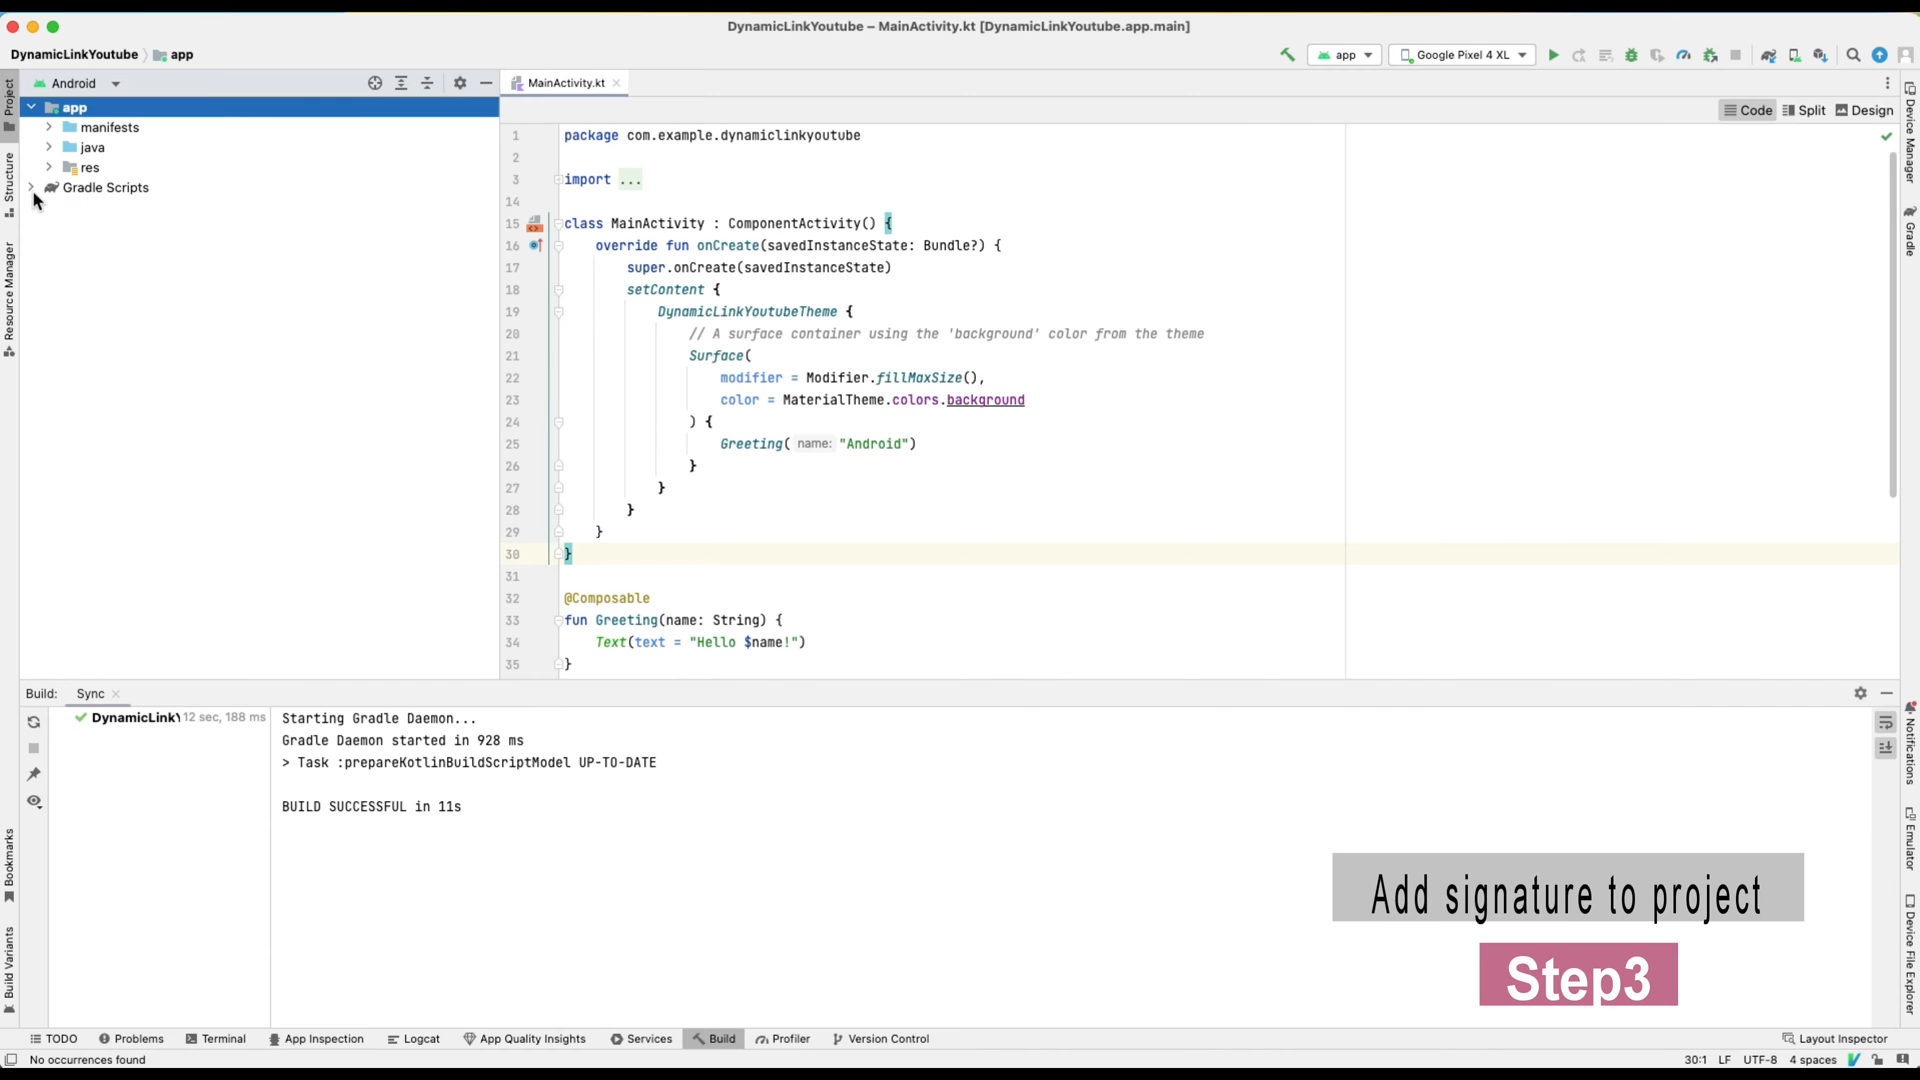 DynamicLinkYoutube – MainActivity.kt [DynamicLinkYoutube.app.main]
DynamicLinkYoutube app
app
Google Pixel 4 XL
Project
Structure
Resource Manager
Bookmarks
Build Variants
Android
app
manifests
java
res
Gradle Scripts
MainActivity.kt
Code Split Design
1 package com.example.dynamiclinkyoutube
2
3 import ...
14
15 class MainActivity : ComponentActivity() {
16 override fun onCreate(savedInstanceState: Bundle?) {
17 super.onCreate(savedInstanceState)
18 setContent {
19 DynamicLinkYoutubeTheme {
20 // A surface container using the 'background' color from the theme
21 Surface(
22 modifier = Modifier.fillMaxSize(),
23 color = MaterialTheme.colors.background
24 ) {
25 Greeting( name: "Android")
26 }
27 }
28 }
29 }
30 }
31
32 @Composable
33 fun Greeting(name: String) {
34 Text(text = "Hello $name!")
35 }
Device Manager
Gradle
Notifications
Emulator
Device File Explorer
Build: Sync
DynamicLink\ 12 sec, 188 ms
Starting Gradle Daemon...
Gradle Daemon started in 928 ms
> Task :prepareKotlinBuildScriptModel UP-TO-DATE
BUILD SUCCESSFUL in 11s
Add signature to project
Step3
TODO Problems Terminal App Inspection Logcat App Quality Insights Services Build Profiler Version Control Layout Inspector
No occurrences found 30:1 LF UTF-8 4 spaces